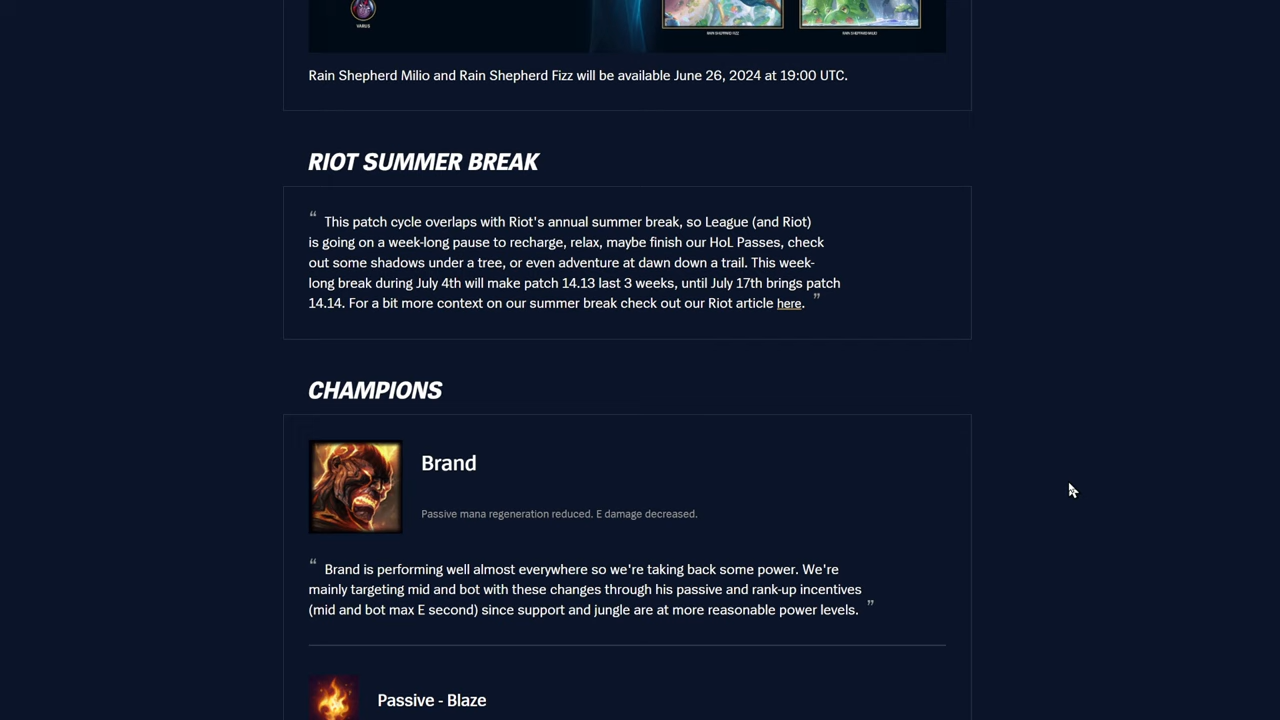 VARUS
RAIN SHEPHERD FIZZ
RAIN SHEPHERD MILIO
Rain Shepherd Milio and Rain Shepherd Fizz will be available June 26, 2024 at 19:00 UTC.
RIOT SUMMER BREAK
“ This patch cycle overlaps with Riot's annual summer break, so League (and Riot)
is going on a week-long pause to recharge, relax, maybe finish our HoL Passes, check
out some shadows under a tree, or even adventure at dawn down a trail. This week-
long break during July 4th will make patch 14.13 last 3 weeks, until July 17th brings patch
14.14. For a bit more context on our summer break check out our Riot article here. ”
CHAMPIONS
Brand
Passive mana regeneration reduced. E damage decreased.
“ Brand is performing well almost everywhere so we're taking back some power. We're
mainly targeting mid and bot with these changes through his passive and rank-up incentives
(mid and bot max E second) since support and jungle are at more reasonable power levels. ”
Passive - Blaze